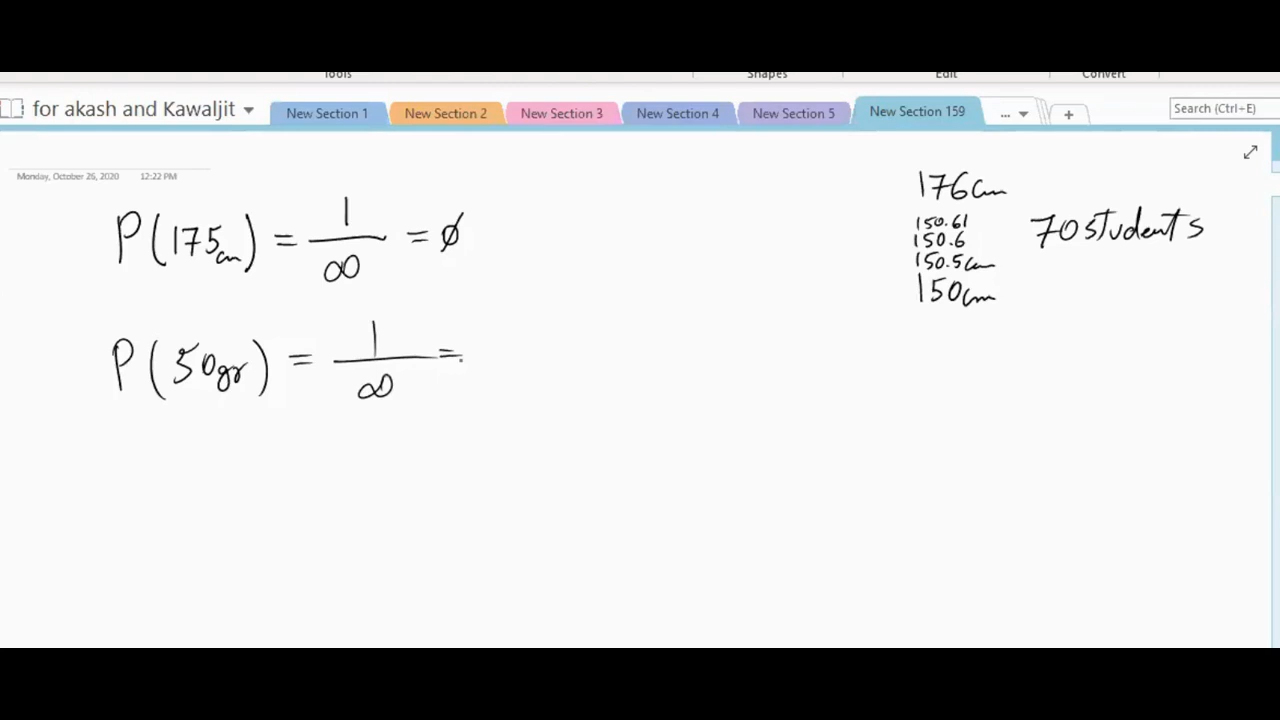 Tools Shapes Edit Convert
for akash and Kawaljit New Section 1 New Section 2 New Section 3 New Section 4 New Section 5 New Section 159 ... + Search (Ctrl+E)
Monday, October 26, 2020 12:22 PM
P(175cm) = 1/∞ = ∅
P(50gr) = 1/∞ =
176cm
150.61
150.6
150.5cm
150cm
70 students